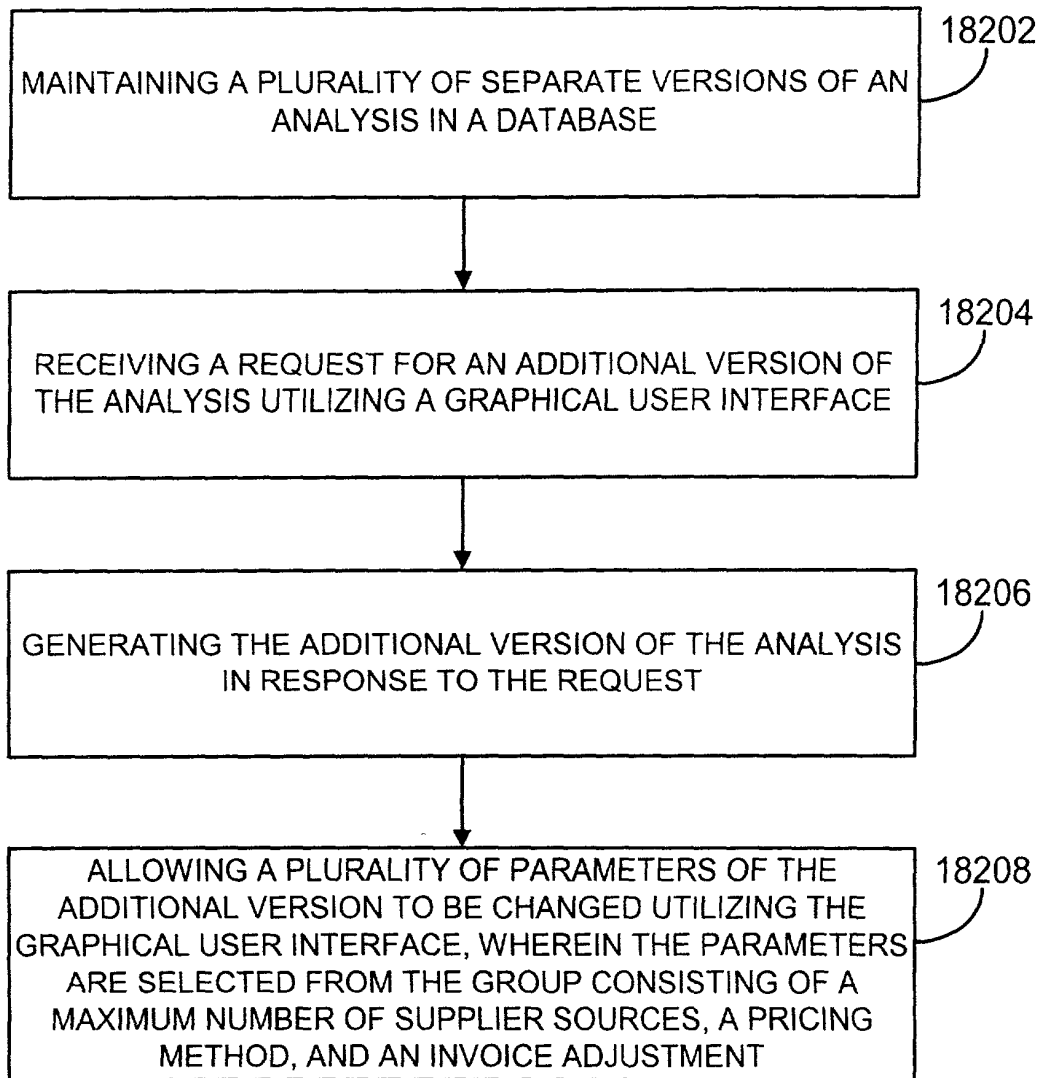 18202
MAINTAINING A PLURALITY OF SEPARATE VERSIONS OF AN
ANALYSIS IN A DATABASE
18204
RECEIVING A REQUEST FOR AN ADDITIONAL VERSION OF
THE ANALYSIS UTILIZING A GRAPHICAL USER INTERFACE
18206
GENERATING THE ADDITIONAL VERSION OF THE ANALYSIS
IN RESPONSE TO THE REQUEST
18208
ALLOWING A PLURALITY OF PARAMETERS OF THE
ADDITIONAL VERSION TO BE CHANGED UTILIZING THE
GRAPHICAL USER INTERFACE, WHEREIN THE PARAMETERS
ARE SELECTED FROM THE GROUP CONSISTING OF A
MAXIMUM NUMBER OF SUPPLIER SOURCES, A PRICING
METHOD, AND AN INVOICE ADJUSTMENT